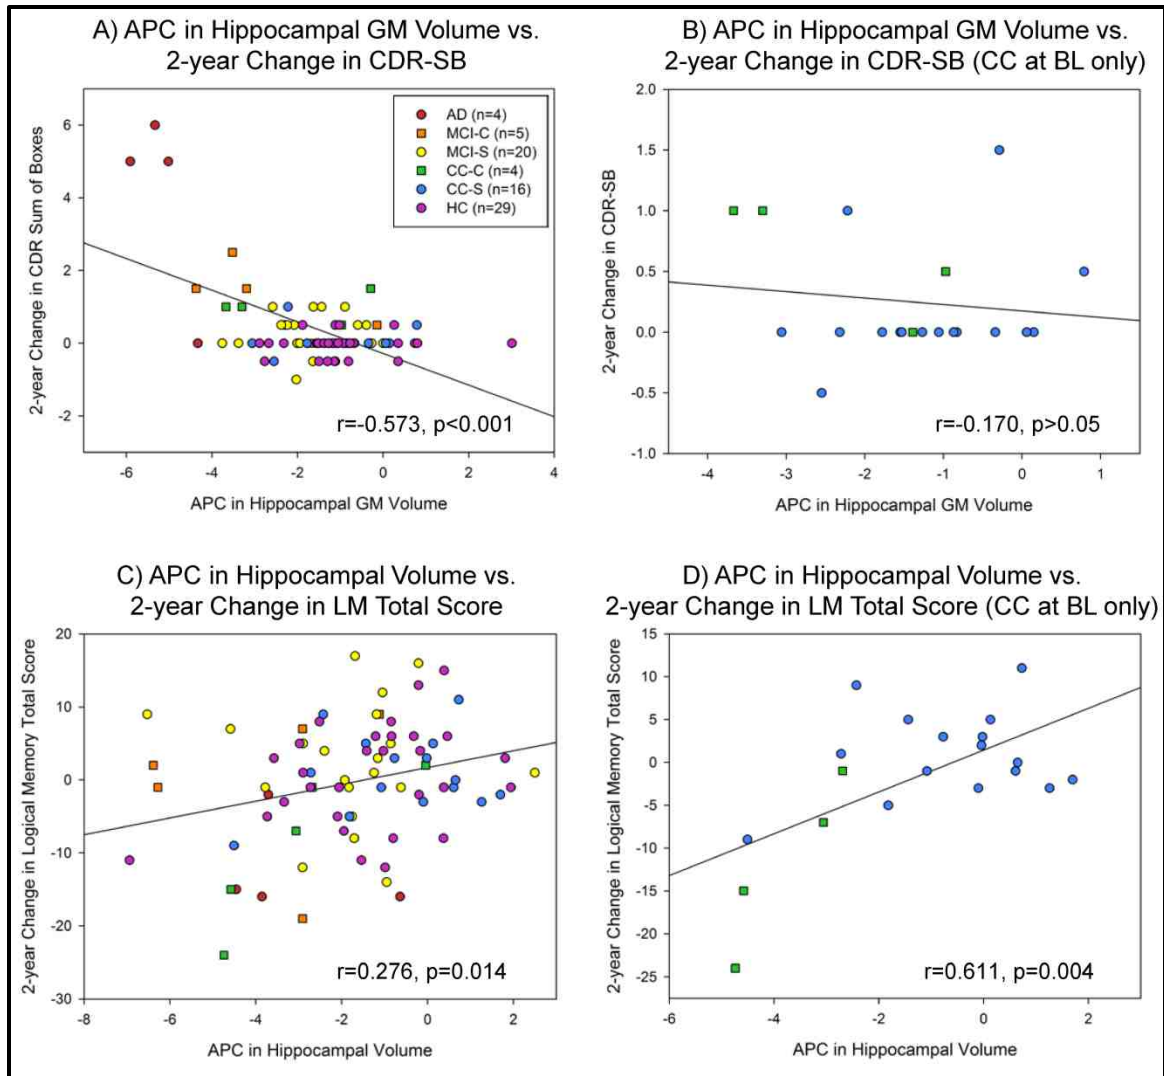 A) APC in Hippocampal GM Volume vs.
2-year Change in CDR-SB
2-year Change in CDR Sum of Boxes
6
4
2
0
-2
AD (n=4)
MCI-C (n=5)
MCI-S (n=20)
CC-C (n=4)
CC-S (n=16)
HC (n=29)
r=-0.573, p<0.001
-6
-4
-2
0
2
4
APC in Hippocampal GM Volume
B) APC in Hippocampal GM Volume vs.
2-year Change in CDR-SB (CC at BL only)
2-year Change in CDR-SB
2.0
1.5
1.0
0.5
0.0
-0.5
-1.0
r=-0.170, p>0.05
-4
-3
-2
-1
0
1
APC in Hippocampal GM Volume
C) APC in Hippocampal Volume vs.
2-year Change in LM Total Score
2-year Change in Logical Memory Total Score
20
10
0
-10
-20
-30
r=0.276, p=0.014
-8
-6
-4
-2
0
2
APC in Hippocampal Volume
D) APC in Hippocampal Volume vs.
2-year Change in LM Total Score (CC at BL only)
2-year Change in Logical Memory Total Score
15
10
5
0
-5
-10
-15
-20
-25
r=0.611, p=0.004
-6
-4
-2
0
2
APC in Hippocampal Volume